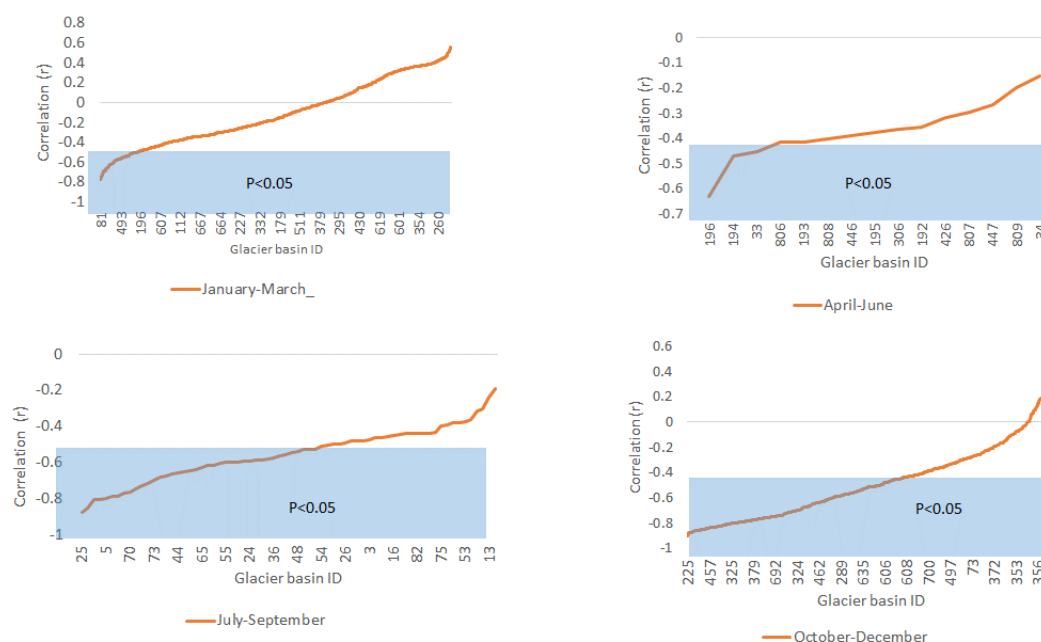 0.8
0.6
0.4
0.2
0
-0.2
-0.4
-0.6
-0.8
-1
Correlation (r)
P<0.05
81 493 196 607 112 667 664 227 332 179 511 379 295 430 619 601 354 260
Glacier basin ID
January-March_
0
-0.1
-0.2
-0.3
-0.4
-0.5
-0.6
-0.7
Correlation (r)
P<0.05
196 194 33 806 193 808 446 195 306 192 426 807 447 809 34
Glacier basin ID
April-June
0
-0.2
-0.4
-0.6
-0.8
-1
Correlation (r)
P<0.05
25 5 70 73 44 65 55 24 36 48 54 26 3 16 82 75 53 13
Glacier basin ID
July-September
0.6
0.4
0.2
0
-0.2
-0.4
-0.6
-0.8
-1
Correlation (r)
P<0.05
225 457 325 379 692 324 462 289 635 606 608 700 497 73 372 353 356
Glacier basin ID
October-December